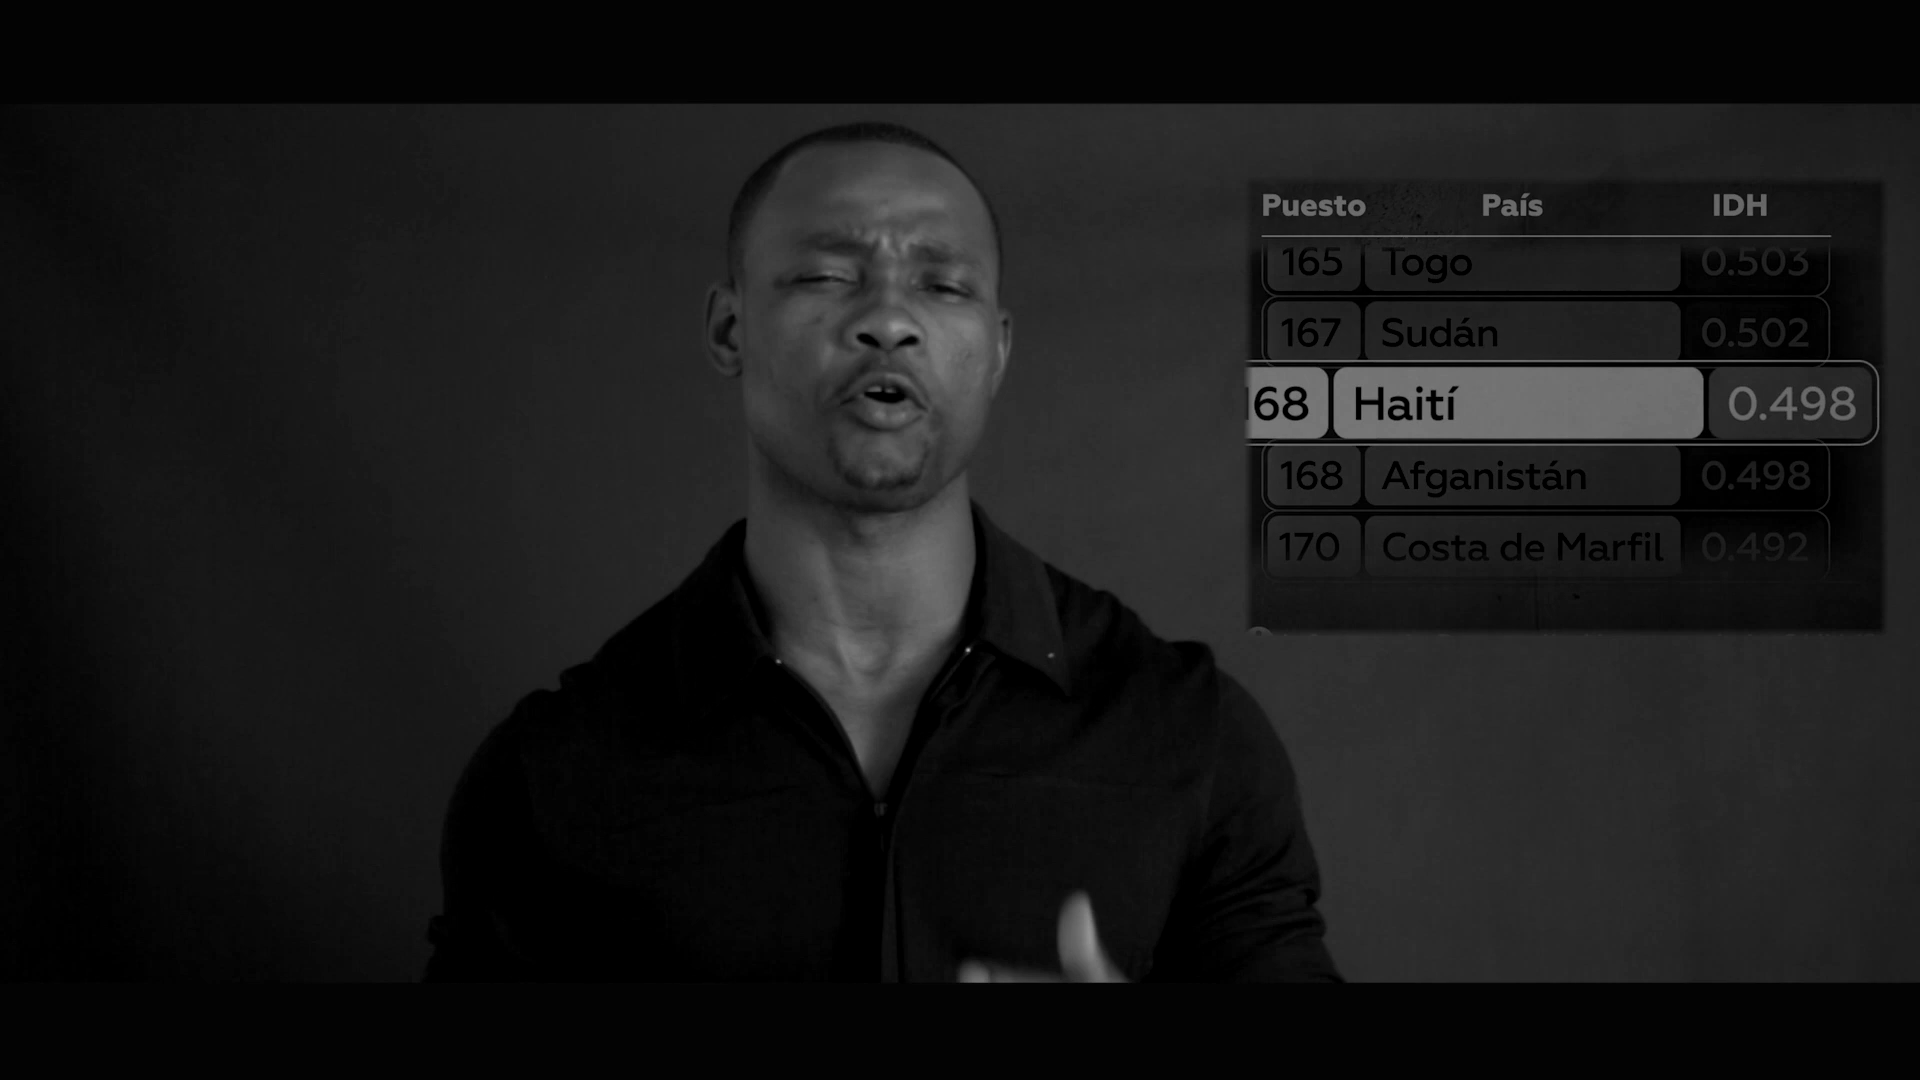 Puesto País IDH
165 Togo 0.503
167 Sudán 0.502
168 Haití 0.498
168 Afganistán 0.498
170 Costa de Marfil 0.492